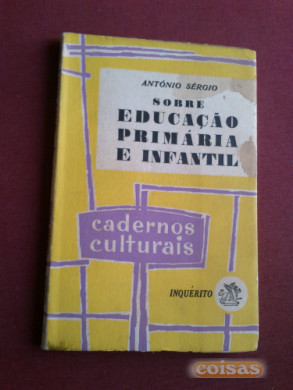 ANTÓNIO SÉRGIO
SOBRE
EDUCAÇÃO
PRIMÁRIA
E INFANTIL
cadernos
culturais
INQUÉRITO
coisas